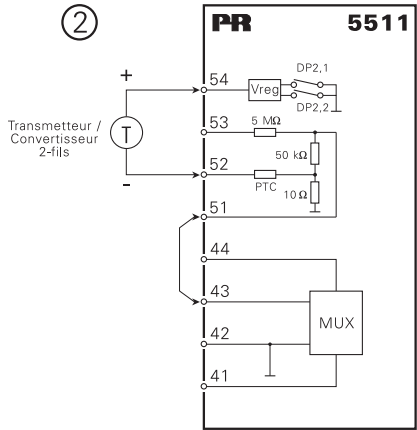 2
PR 5511
+
54
DP2,1
Vreg
DP2,2
53
5 MΩ
Transmetteur /
Convertisseur
2-fils
T
50 kΩ
52
PTC
10 Ω
-
51
44
43
MUX
42
41